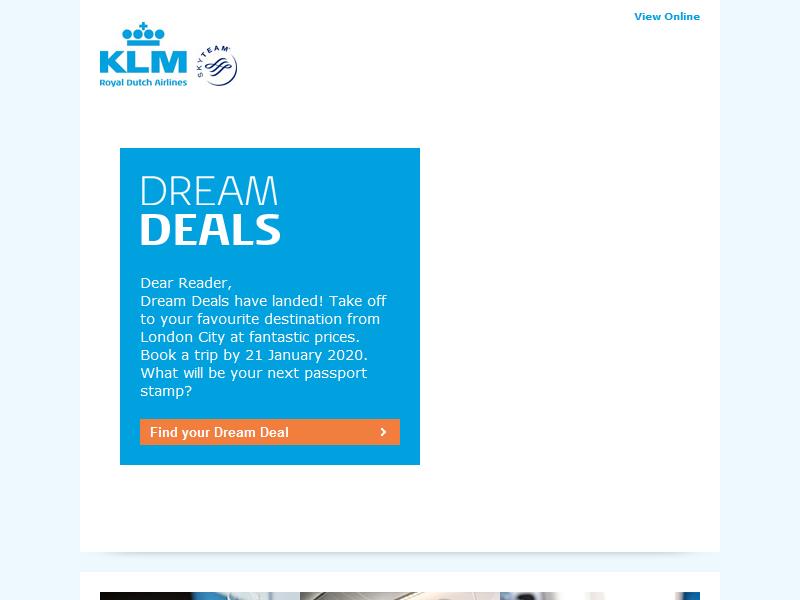 View Online
KLM
Royal Dutch Airlines
SKYTEAM
DREAM
DEALS
Dear Reader,
Dream Deals have landed! Take off
to your favourite destination from
London City at fantastic prices.
Book a trip by 21 January 2020.
What will be your next passport
stamp?
Find your Dream Deal